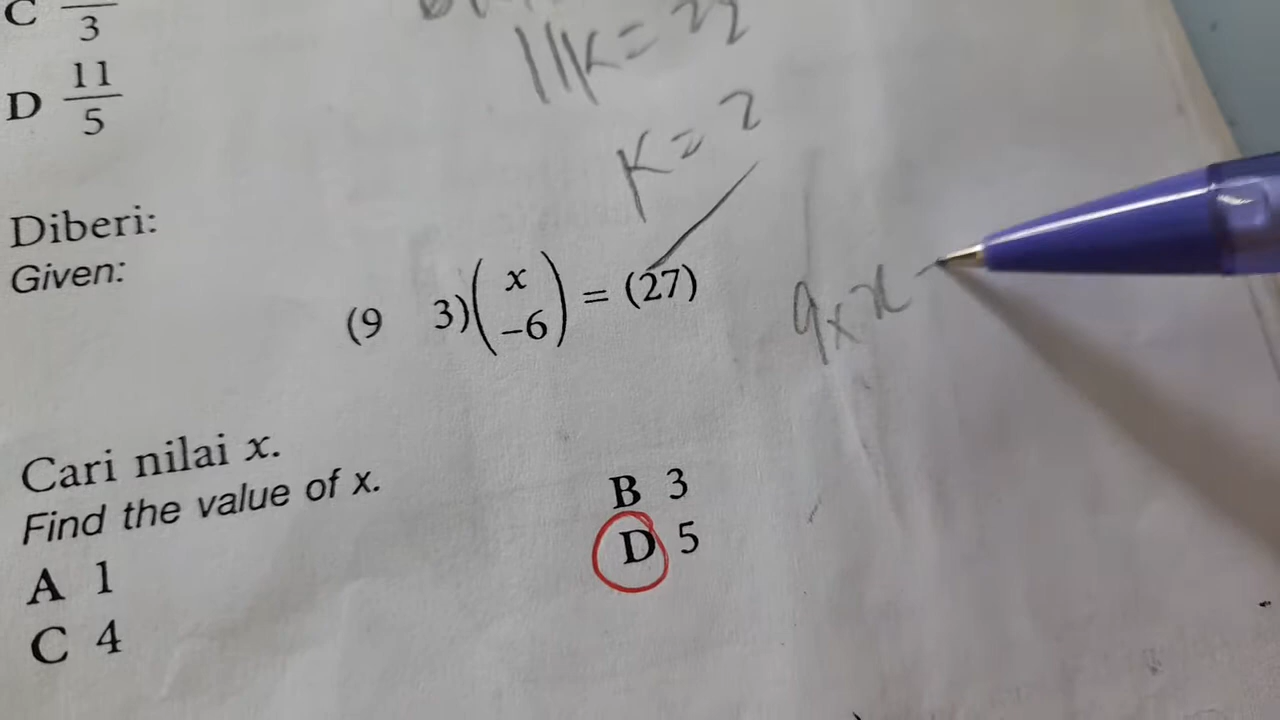 C 3
D 11/5
11K = 22
K = 2
Diberi:
Given:
(9 3)(x -6) = (27)
9 x x -
Cari nilai x.
Find the value of x.
A 1
B 3
C 4
D 5